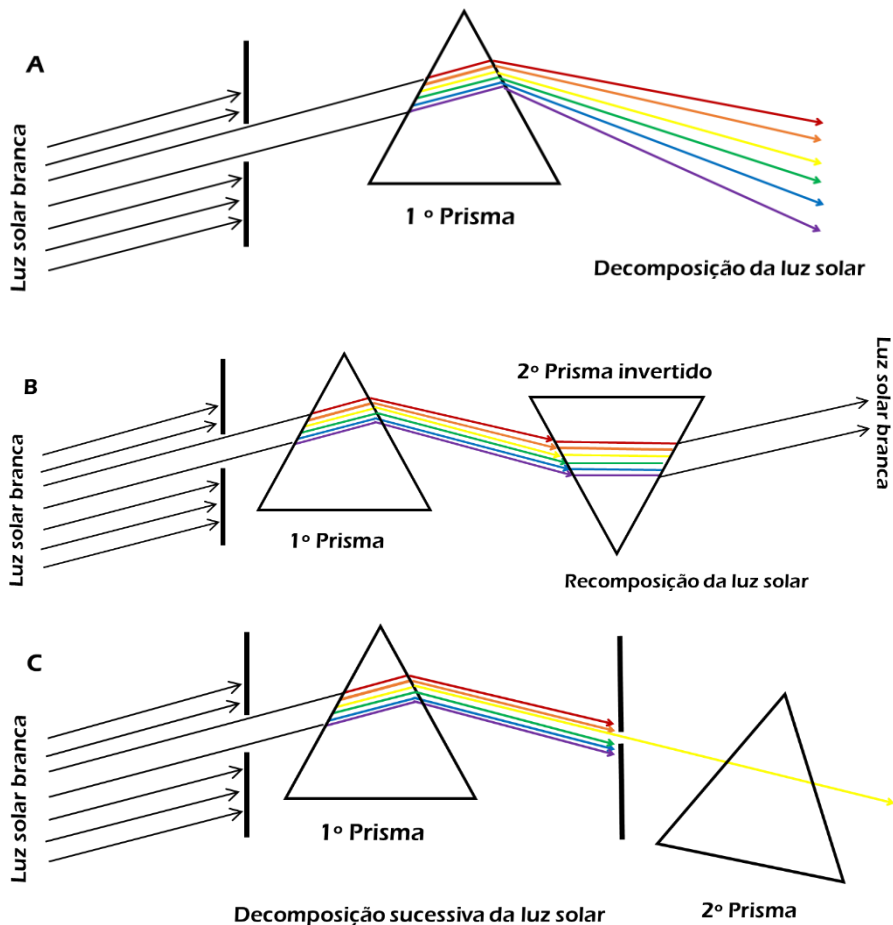 A
Luz solar branca
1 º Prisma
Decomposição da luz solar
B
Luz solar branca
1º Prisma
2º Prisma invertido
Luz solar branca
Recomposição da luz solar
C
Luz solar branca
1º Prisma
2º Prisma
Decomposição sucessiva da luz solar